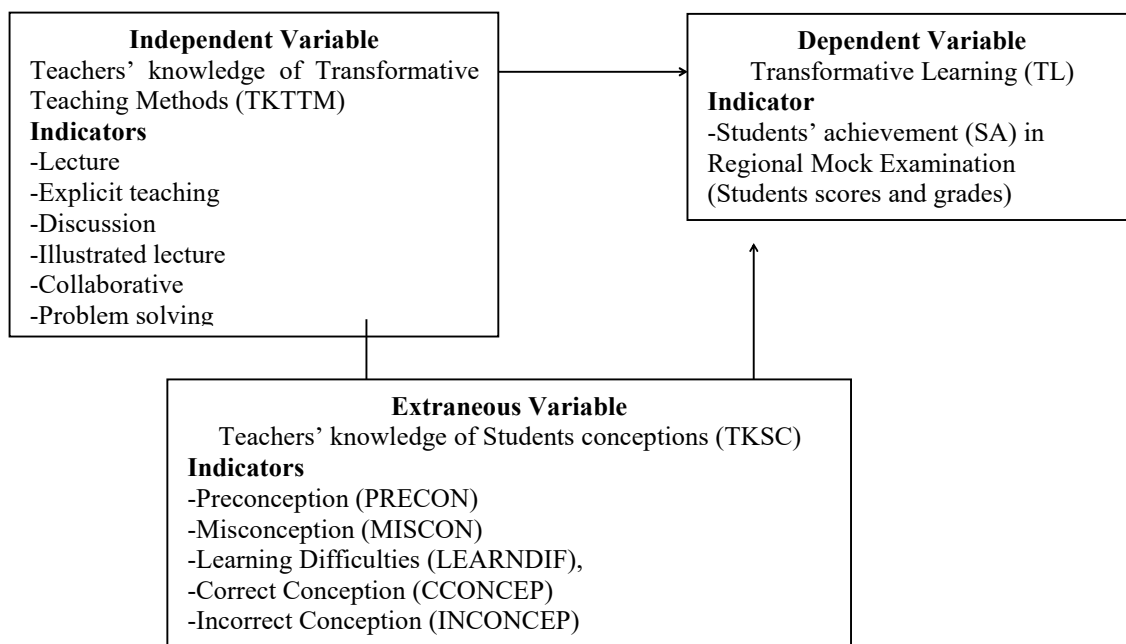 Independent Variable
Teachers’ knowledge of Transformative
Teaching Methods (TKTTM)
Indicators
-Lecture
-Explicit teaching
-Discussion
-Illustrated lecture
-Collaborative
-Problem solving
Dependent Variable
Transformative Learning (TL)
Indicator
-Students’ achievement (SA) in
Regional Mock Examination
(Students scores and grades)
Extraneous Variable
Teachers’ knowledge of Students conceptions (TKSC)
Indicators
-Preconception (PRECON)
-Misconception (MISCON)
-Learning Difficulties (LEARNDIF),
-Correct Conception (CCONCEP)
-Incorrect Conception (INCONCEP)